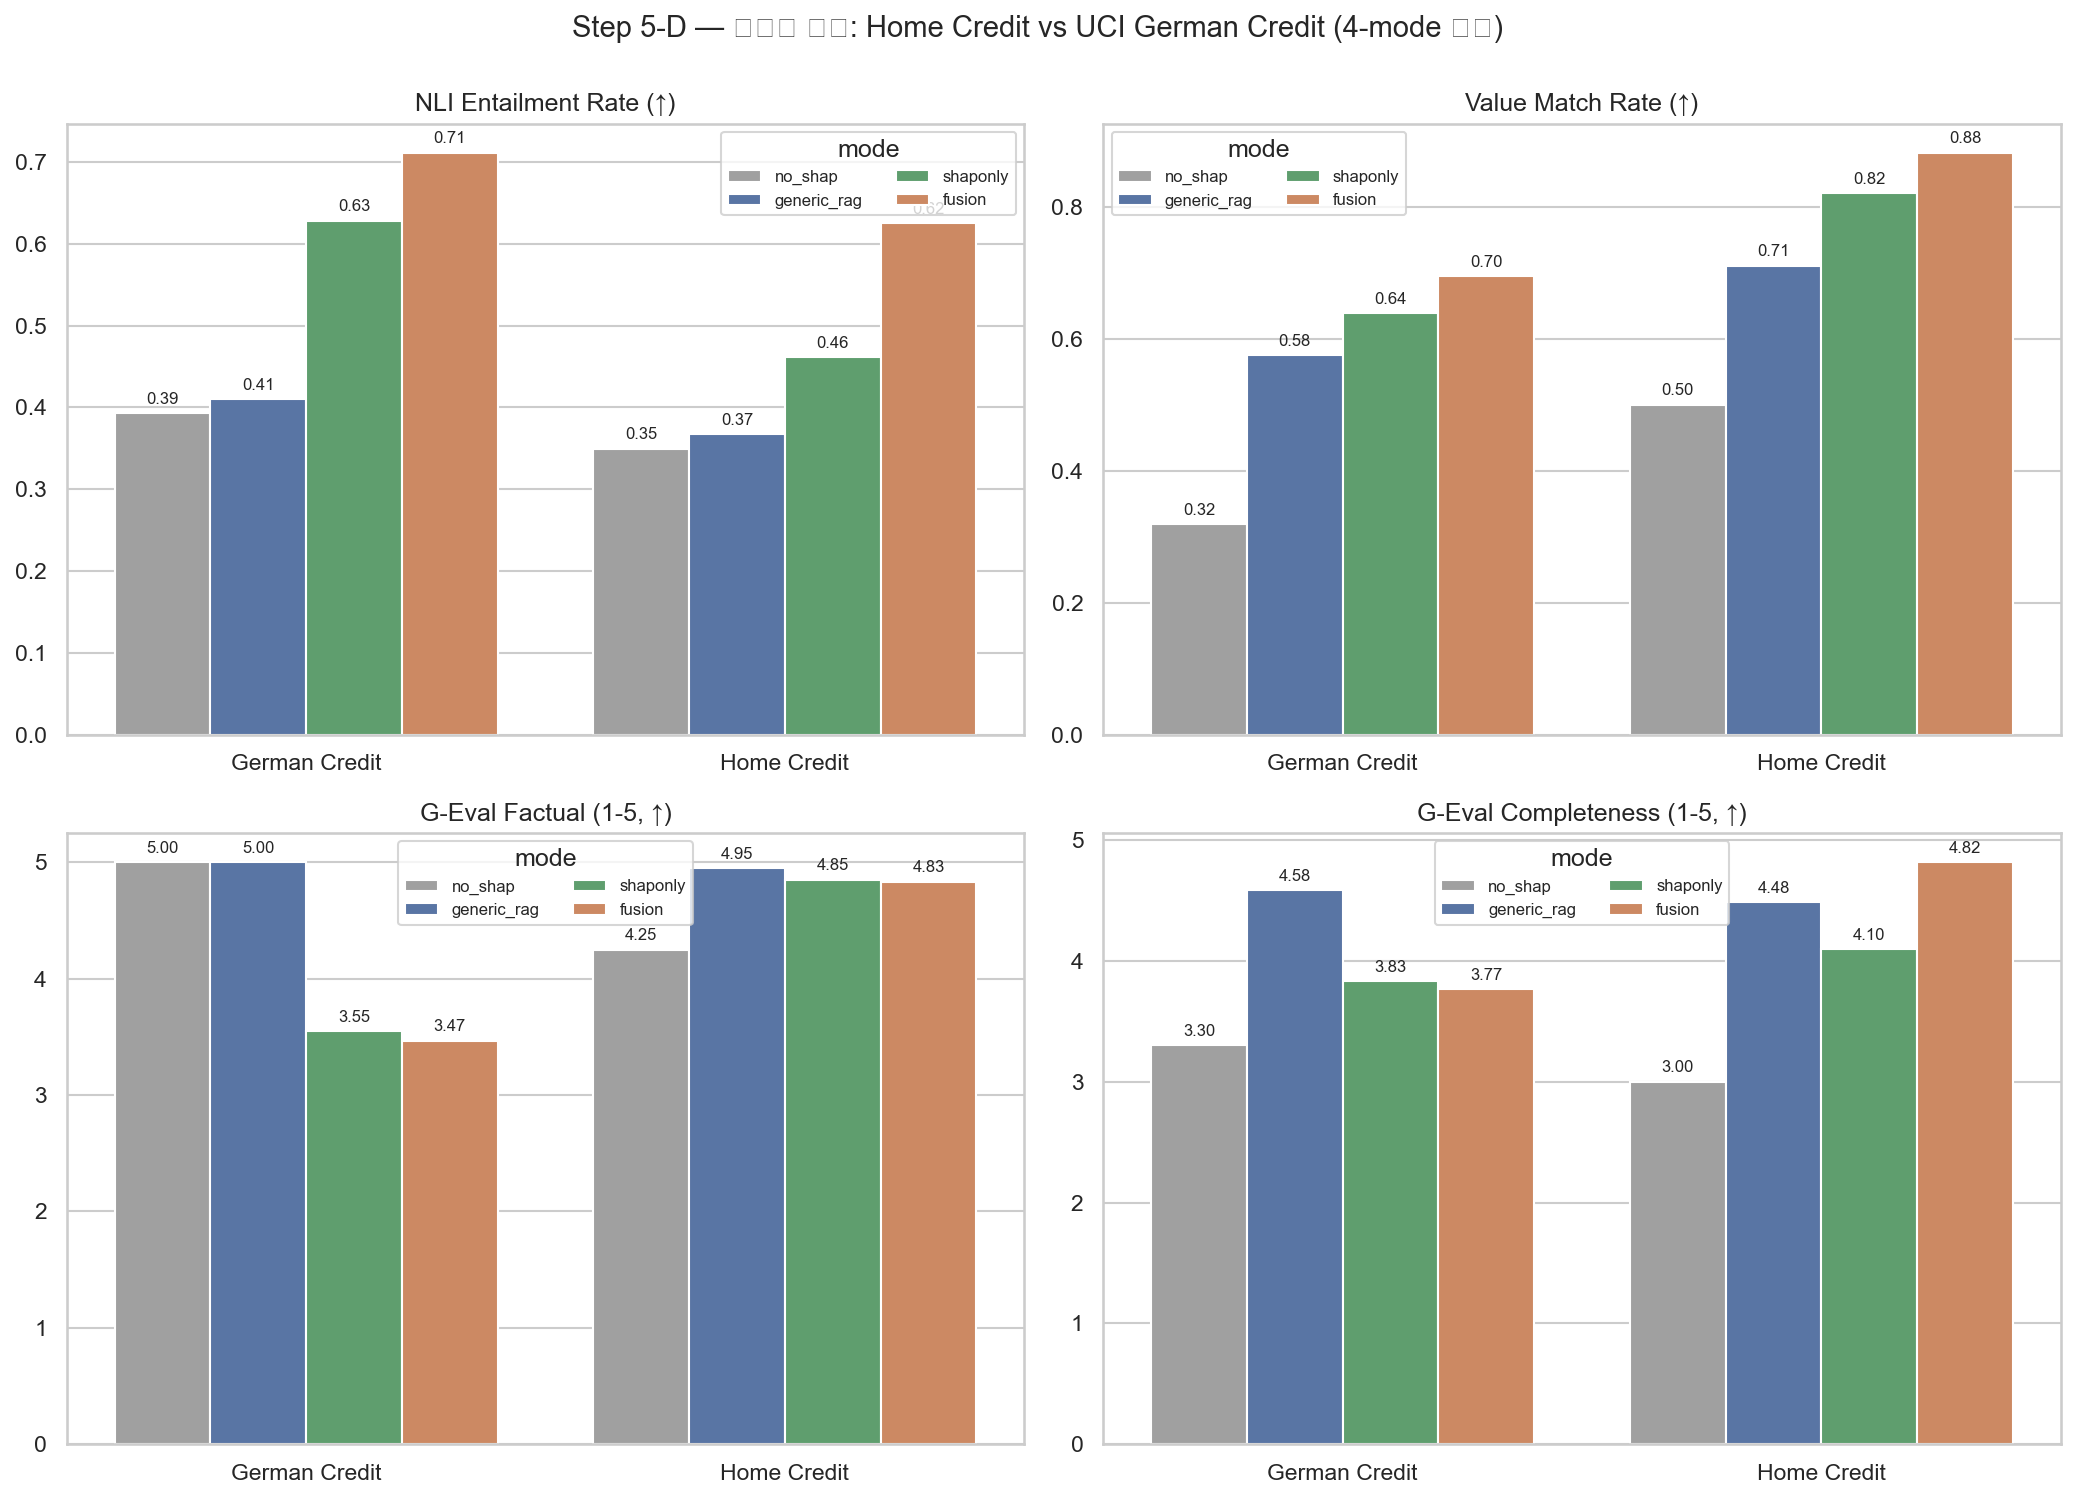 Step 5-D — □□□ □□: Home Credit vs UCI German Credit (4-mode □□)
NLI Entailment Rate (↑)
mode
no_shap
generic_rag
shaponly
fusion
0.7
0.6
0.5
0.4
0.3
0.2
0.1
0.0
0.39
0.41
0.63
0.71
0.35
0.37
0.46
0.62
German Credit
Home Credit
Value Match Rate (↑)
mode
no_shap
generic_rag
shaponly
fusion
0.8
0.6
0.4
0.2
0.0
0.32
0.58
0.64
0.70
0.50
0.71
0.82
0.88
German Credit
Home Credit
G-Eval Factual (1-5, ↑)
mode
no_shap
generic_rag
shaponly
fusion
5
4
3
2
1
0
5.00
5.00
3.55
3.47
4.25
4.95
4.85
4.83
German Credit
Home Credit
G-Eval Completeness (1-5, ↑)
mode
no_shap
generic_rag
shaponly
fusion
5
4
3
2
1
0
3.30
4.58
3.83
3.77
3.00
4.48
4.10
4.82
German Credit
Home Credit